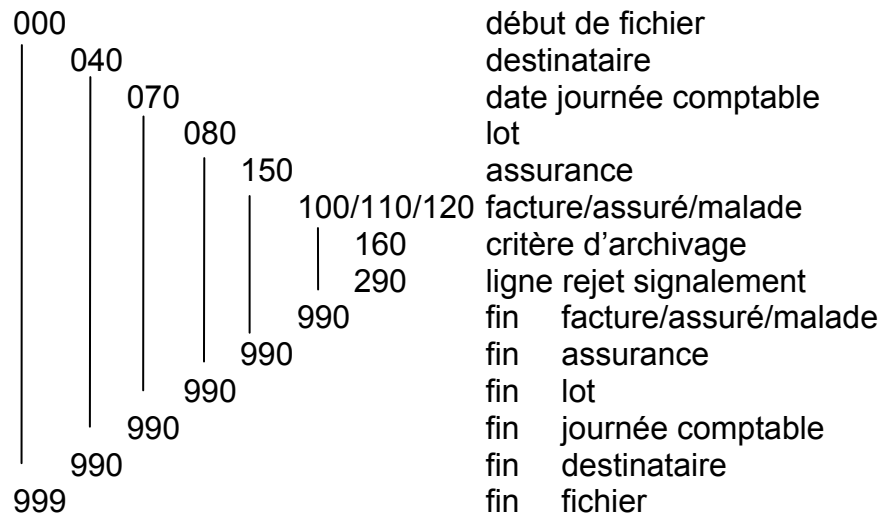 000 début de fichier
040 destinataire
070 date journée comptable
080 lot
150 assurance
100/110/120 facture/assuré/malade
160 critère d’archivage
290 ligne rejet signalement
990 fin facture/assuré/malade
990 fin assurance
990 fin lot
990 fin journée comptable
990 fin destinataire
999 fin fichier